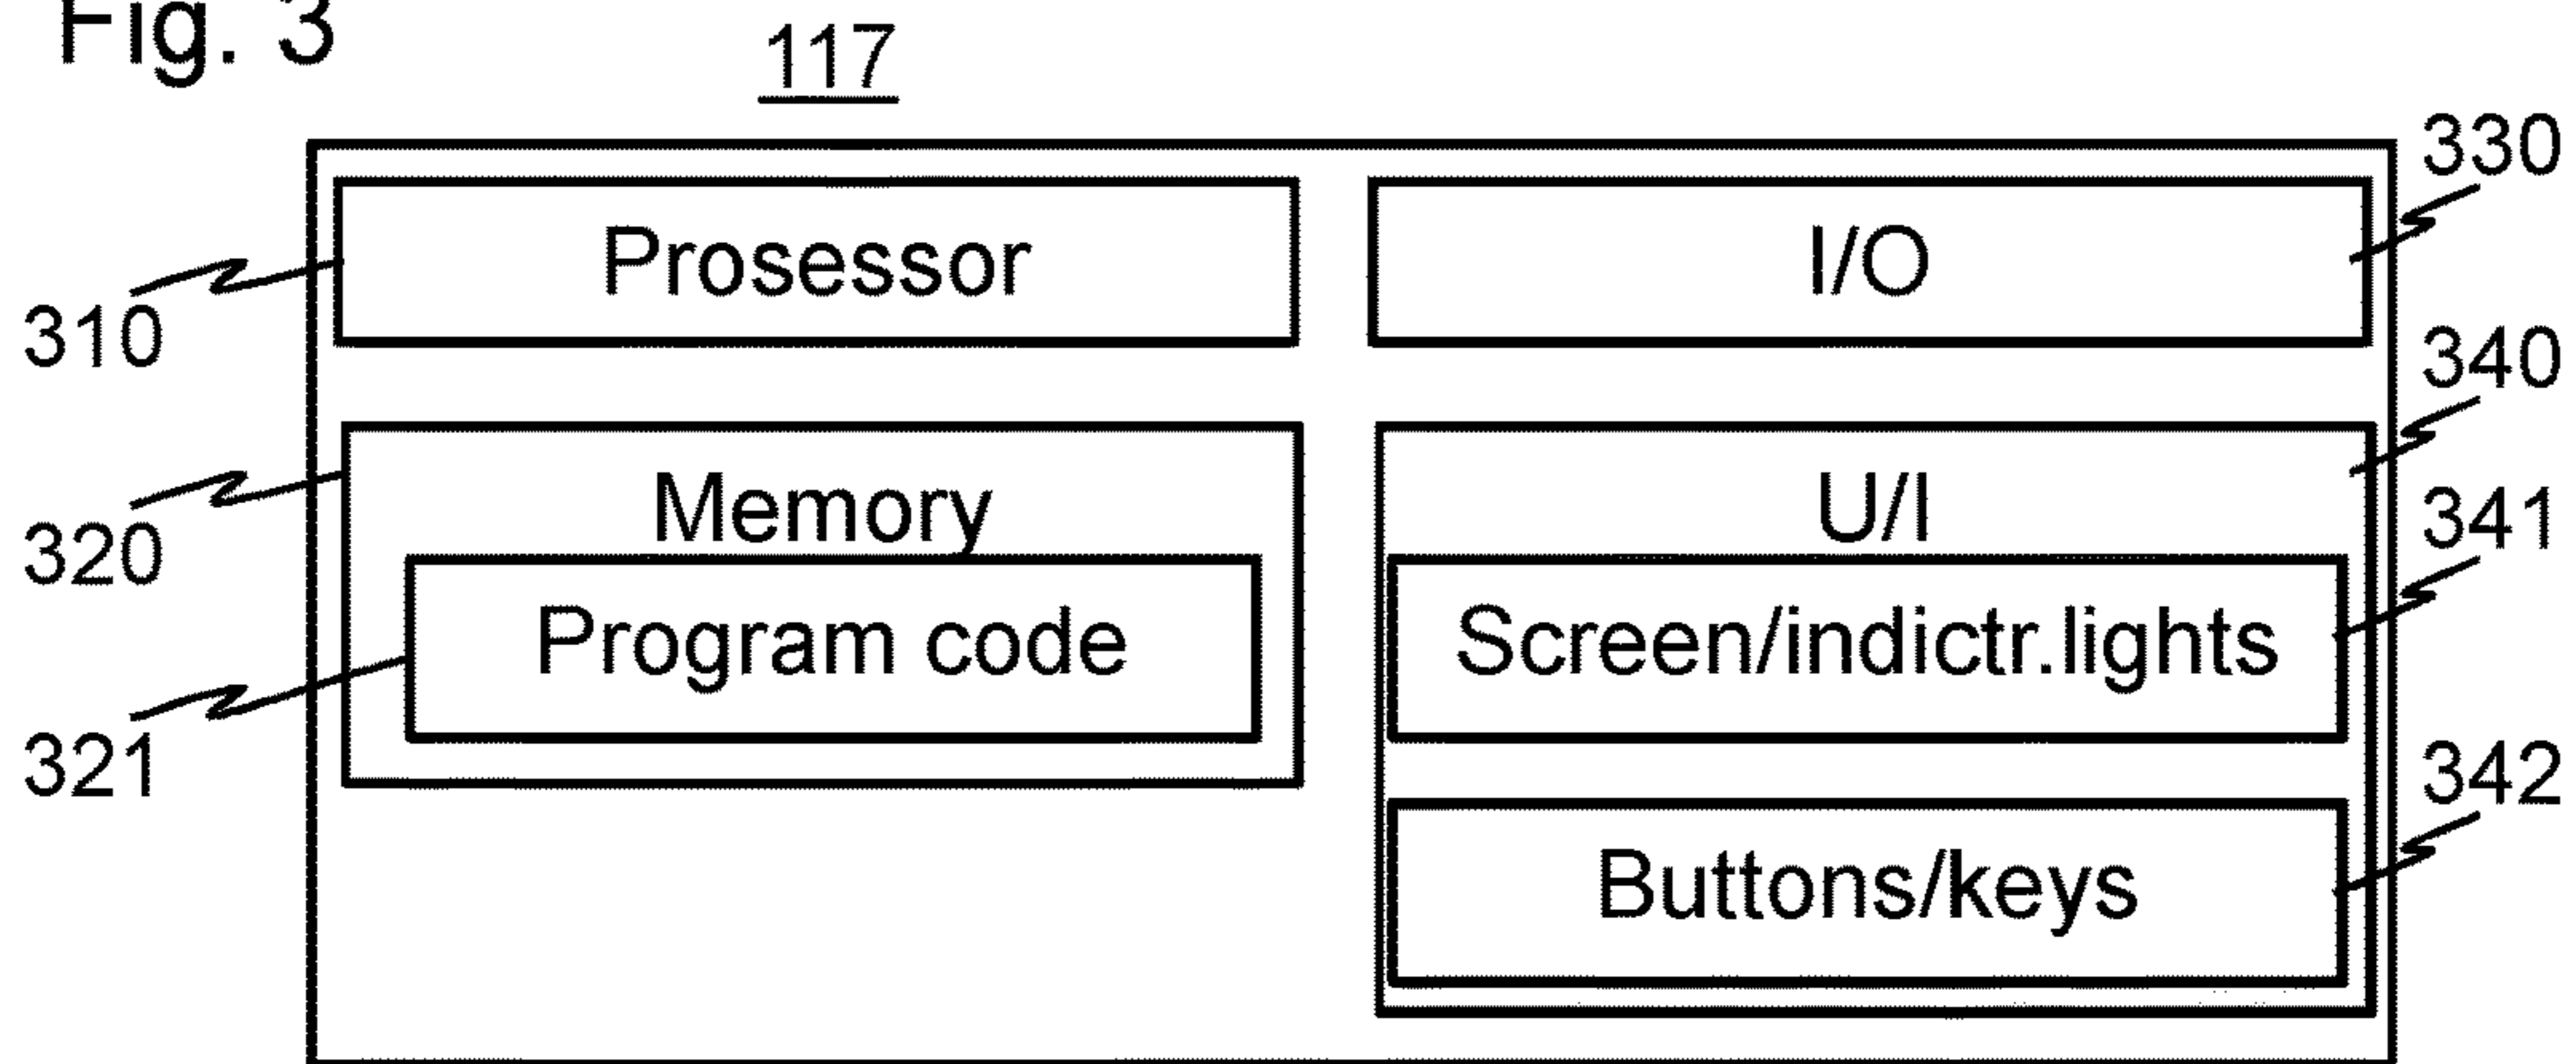 Fig. 3
117
330
Prosessor
I/O
310
340
Memory
U/I
320
341
Program code
Screen/indictr.lights
321
342
Buttons/keys